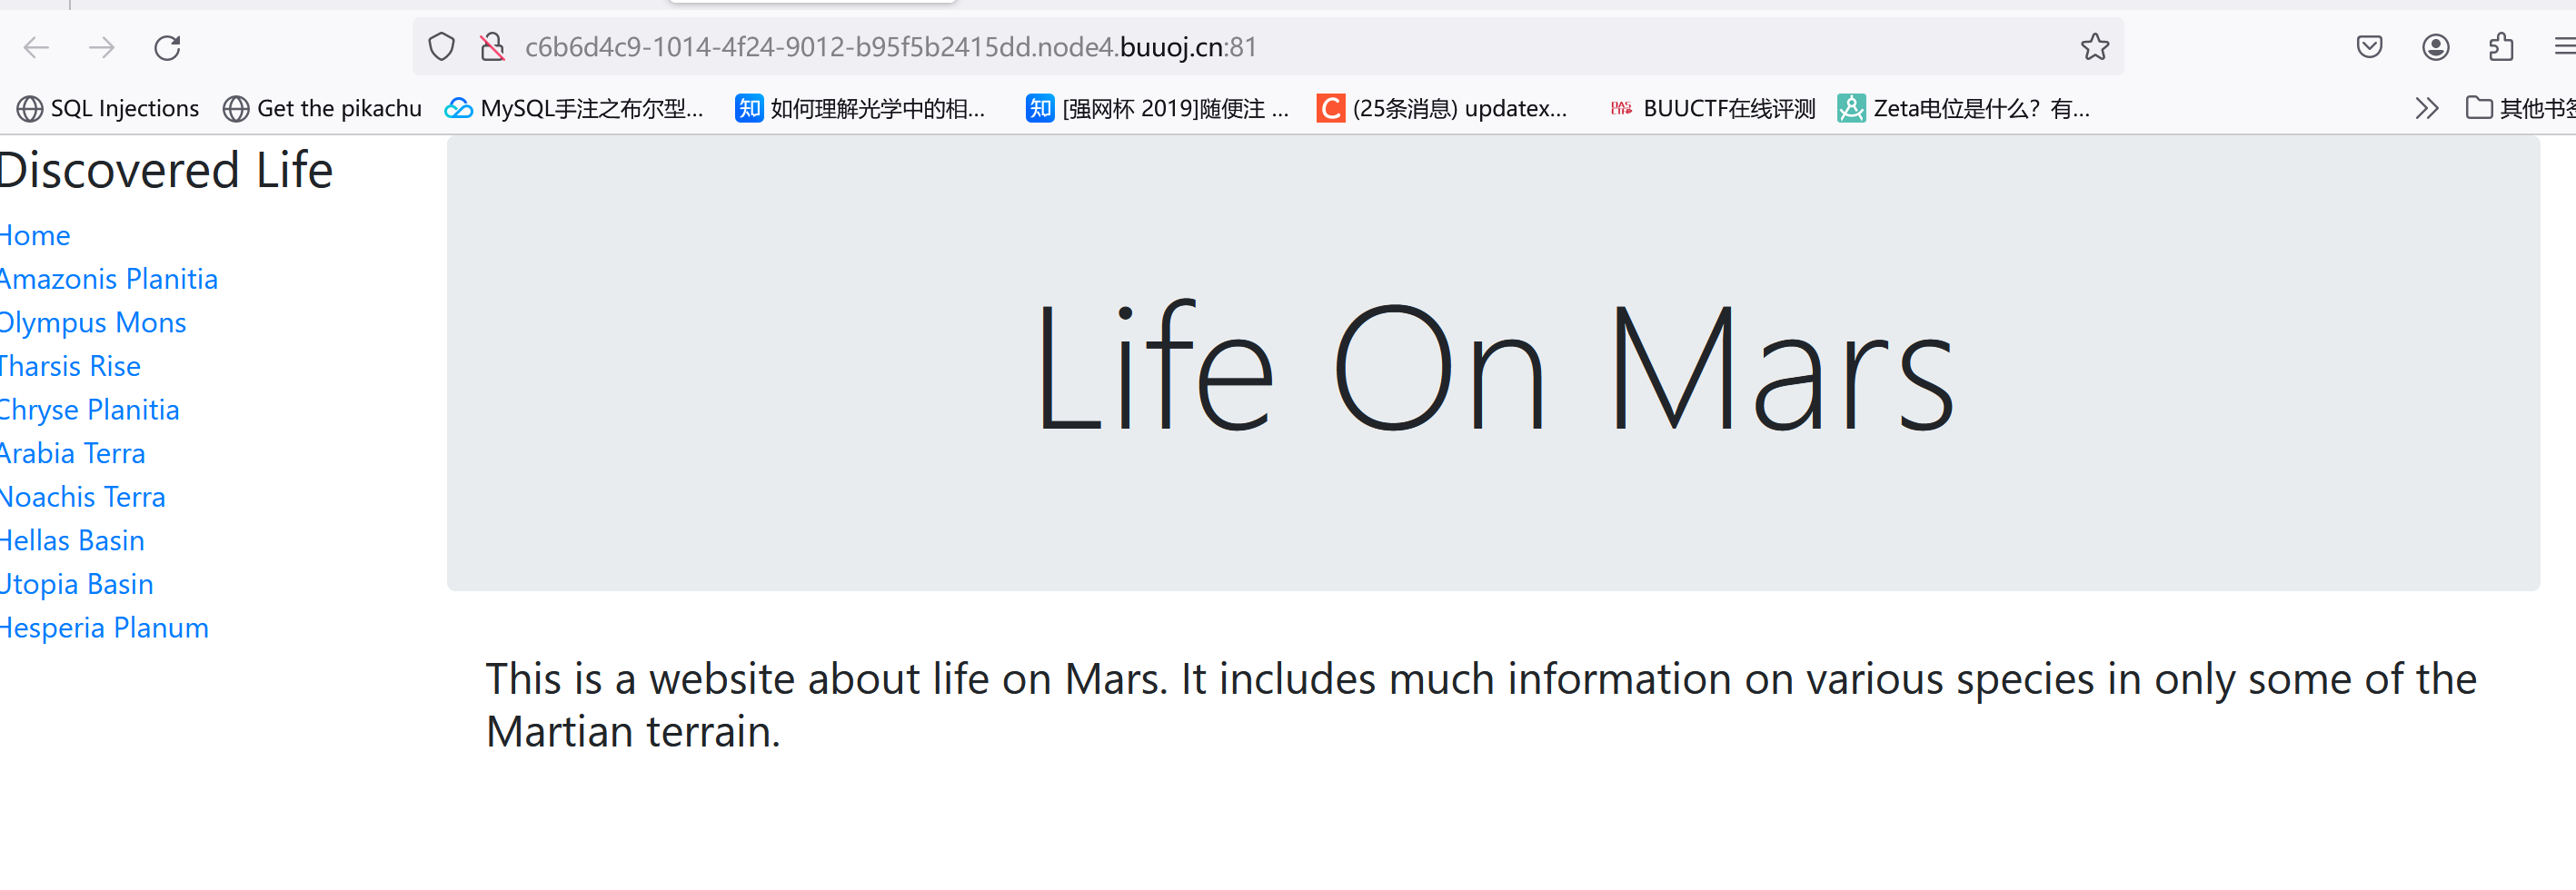 c6b6d4c9-1014-4f24-9012-b95f5b2415dd.node4.buuoj.cn:81
SQL Injections Get the pikachu MySQL手注之布尔型... 知 如何理解光学中的相... 知 [强网杯 2019]随便注 ... C (25条消息) updatex... BUUCTF在线评测 Zeta电位是什么？有... 其他书签
Discovered Life
Home
Amazonis Planitia
Olympus Mons
Tharsis Rise
Chryse Planitia
Arabia Terra
Noachis Terra
Hellas Basin
Utopia Basin
Hesperia Planum
Life On Mars
This is a website about life on Mars. It includes much information on various species in only some of the
Martian terrain.